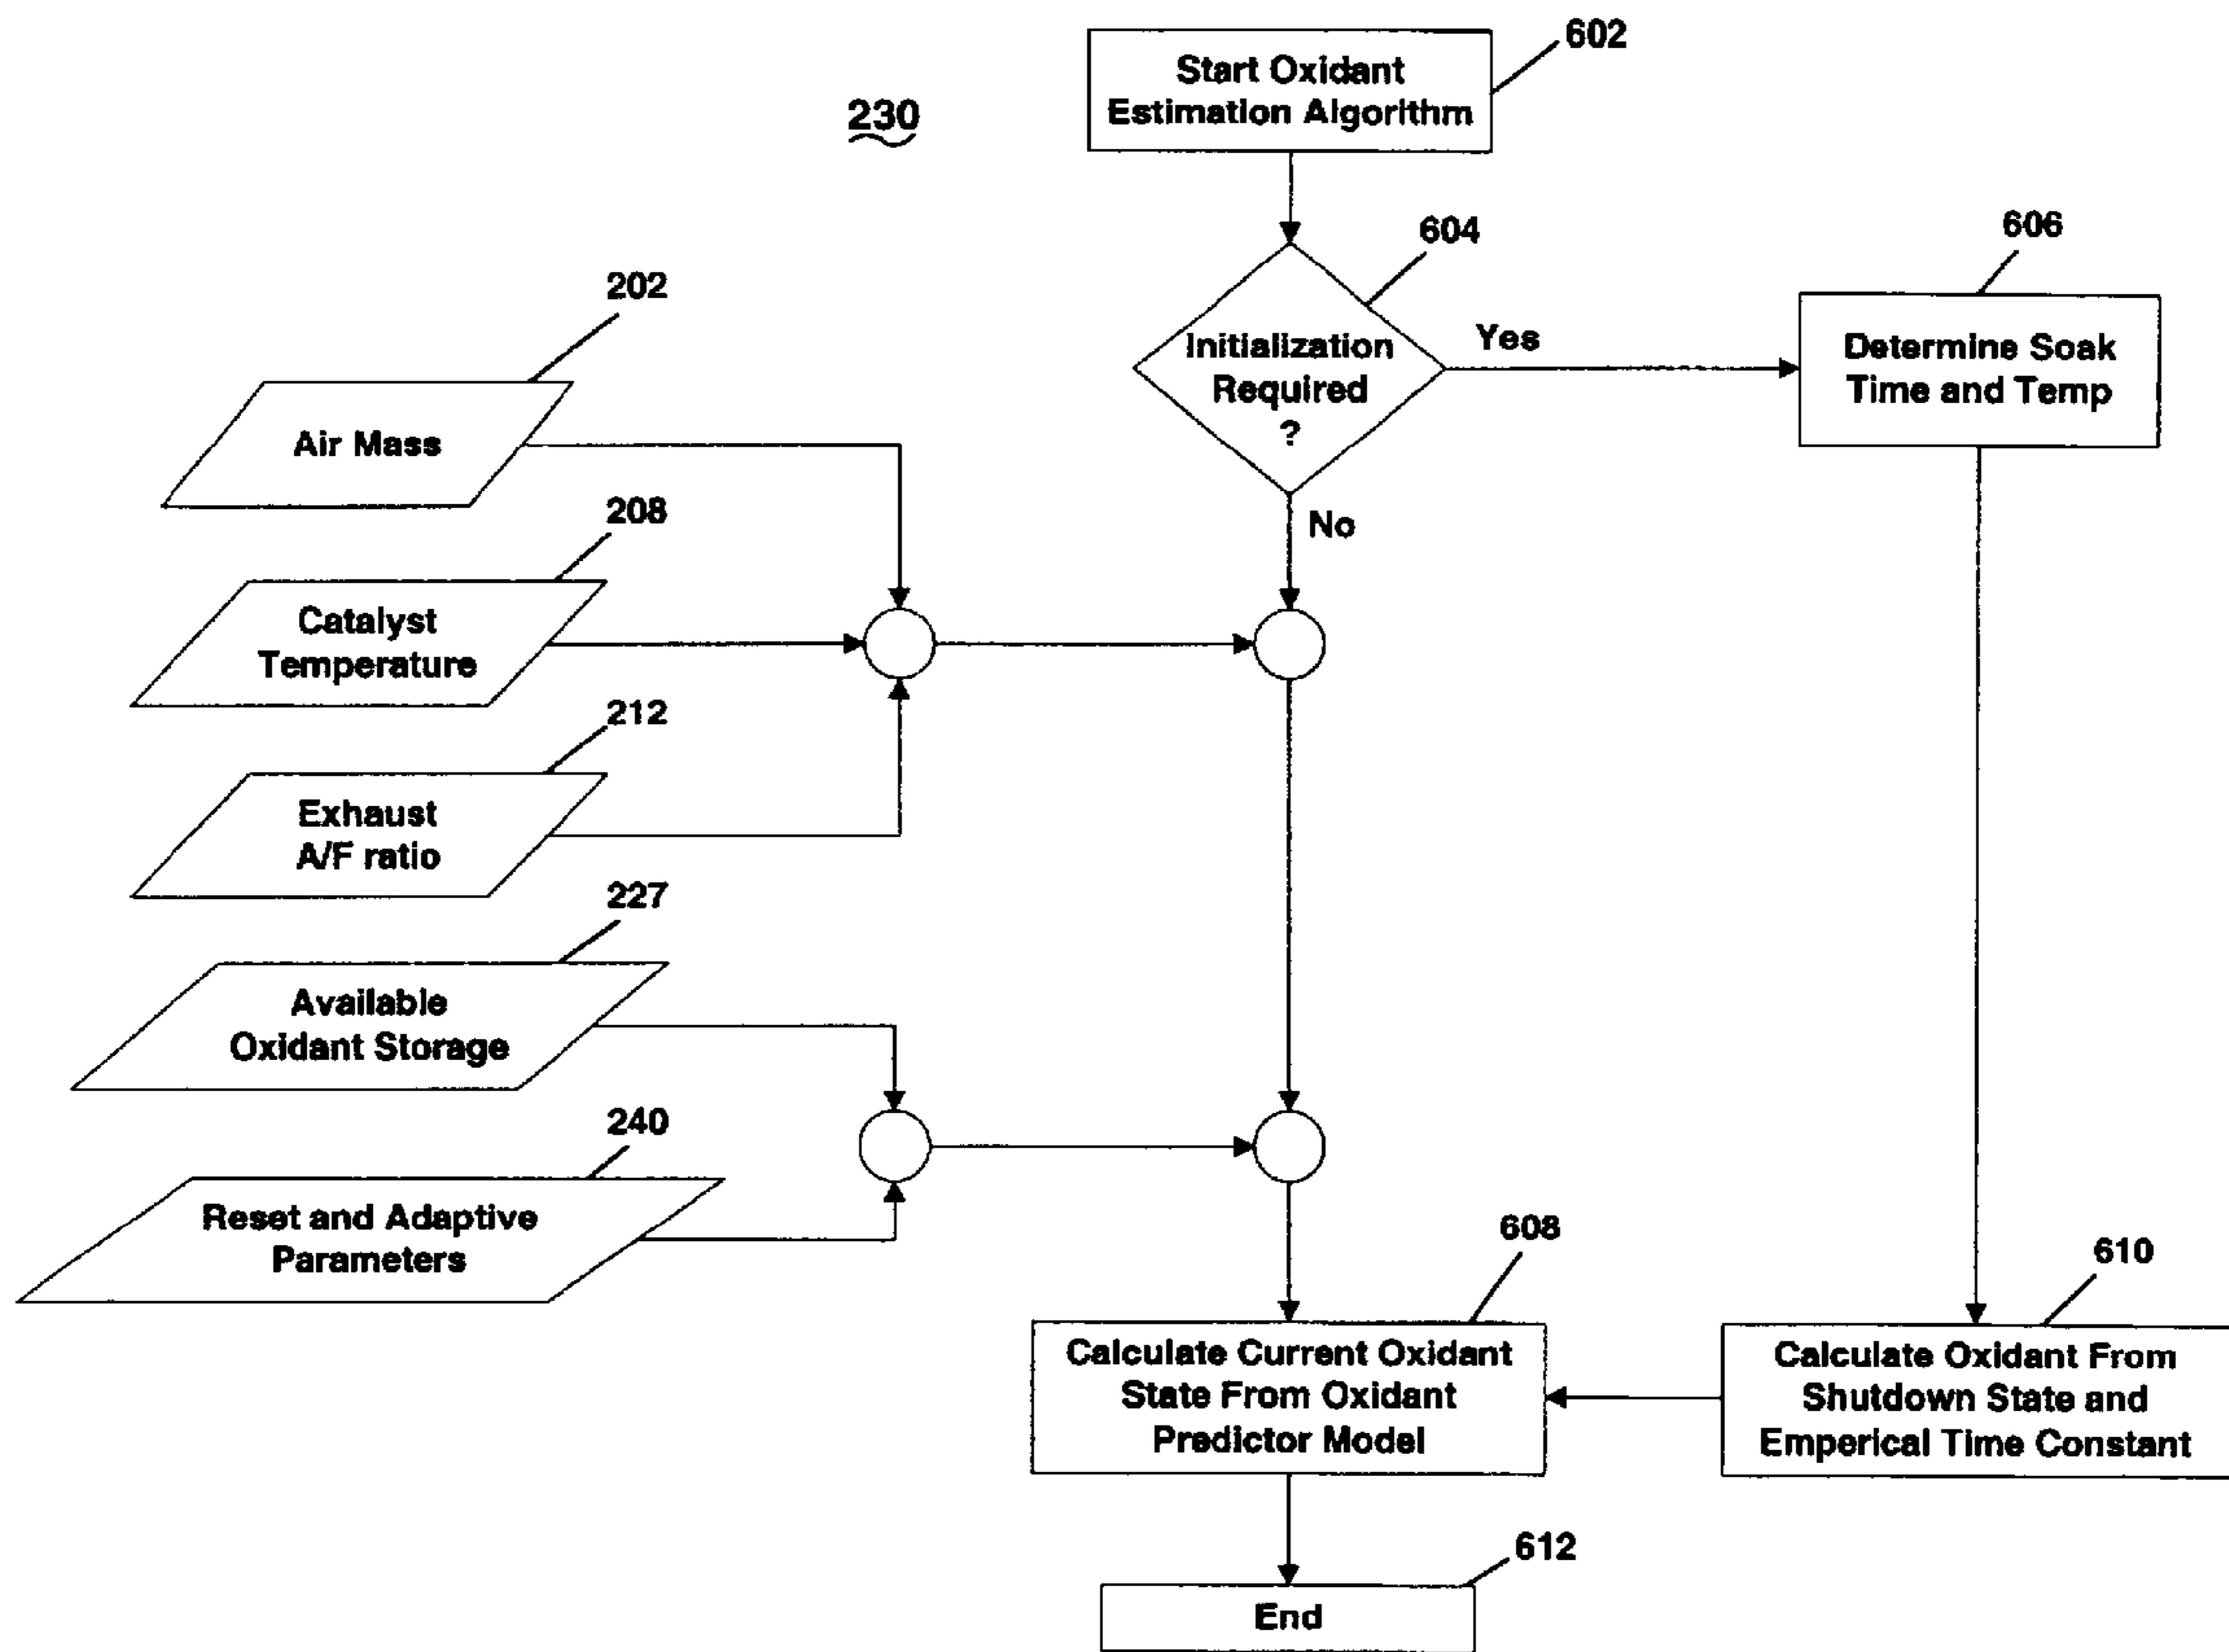 602
Start Oxidant
Estimation Algorithm
230
604
606
Initialization
Required
?
Yes
Determine Soak
Time and Temp
No
202
Air Mass
208
Catalyst
Temperature
212
Exhaust
A/F ratio
227
Available
Oxidant Storage
240
Reset and Adaptive
Parameters
608
Calculate Current Oxidant
State From Oxidant
Predictor Model
610
Calculate Oxidant From
Shutdown State and
Emperical Time Constant
612
End